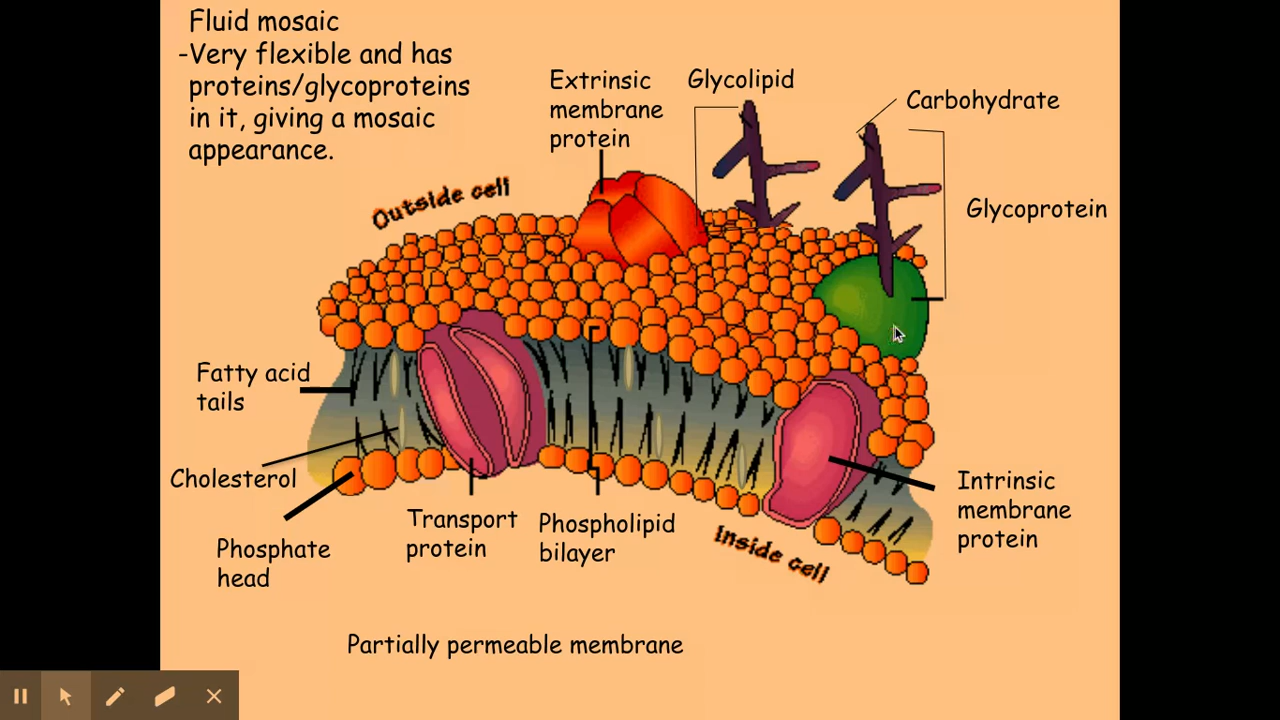 Fluid mosaic
-Very flexible and has
proteins/glycoproteins
in it, giving a mosaic
appearance.
Extrinsic
membrane
protein
Glycolipid
Carbohydrate
Glycoprotein
Outside cell
Fatty acid
tails
Cholesterol
Phosphate
head
Transport
protein
Phospholipid
bilayer
Inside cell
Intrinsic
membrane
protein
Partially permeable membrane